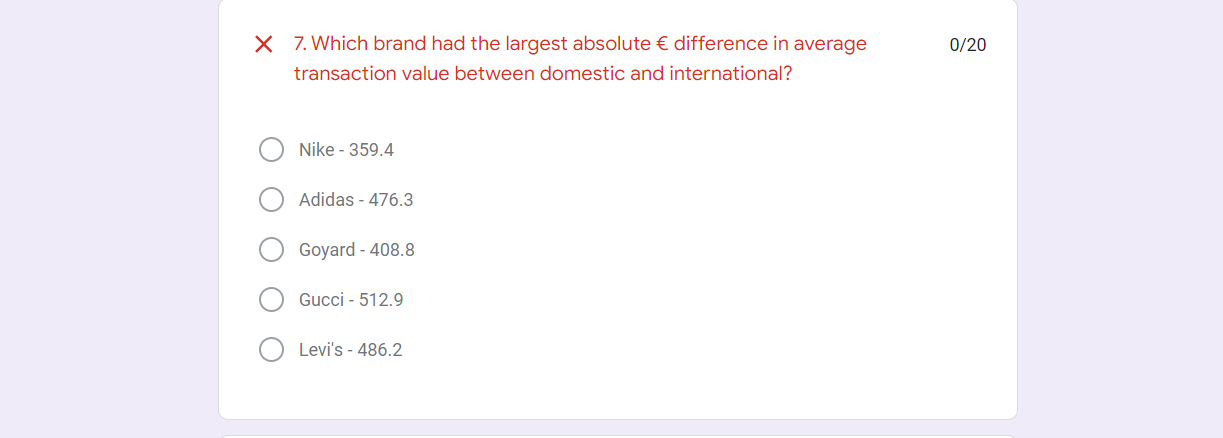 7. Which brand had the largest absolute € difference in average
0/20
transaction value between domestic and international?
Nike - 359.4
Adidas - 476.3
Goyard - 408.8
Gucci - 512.9
Levi's - 486.2